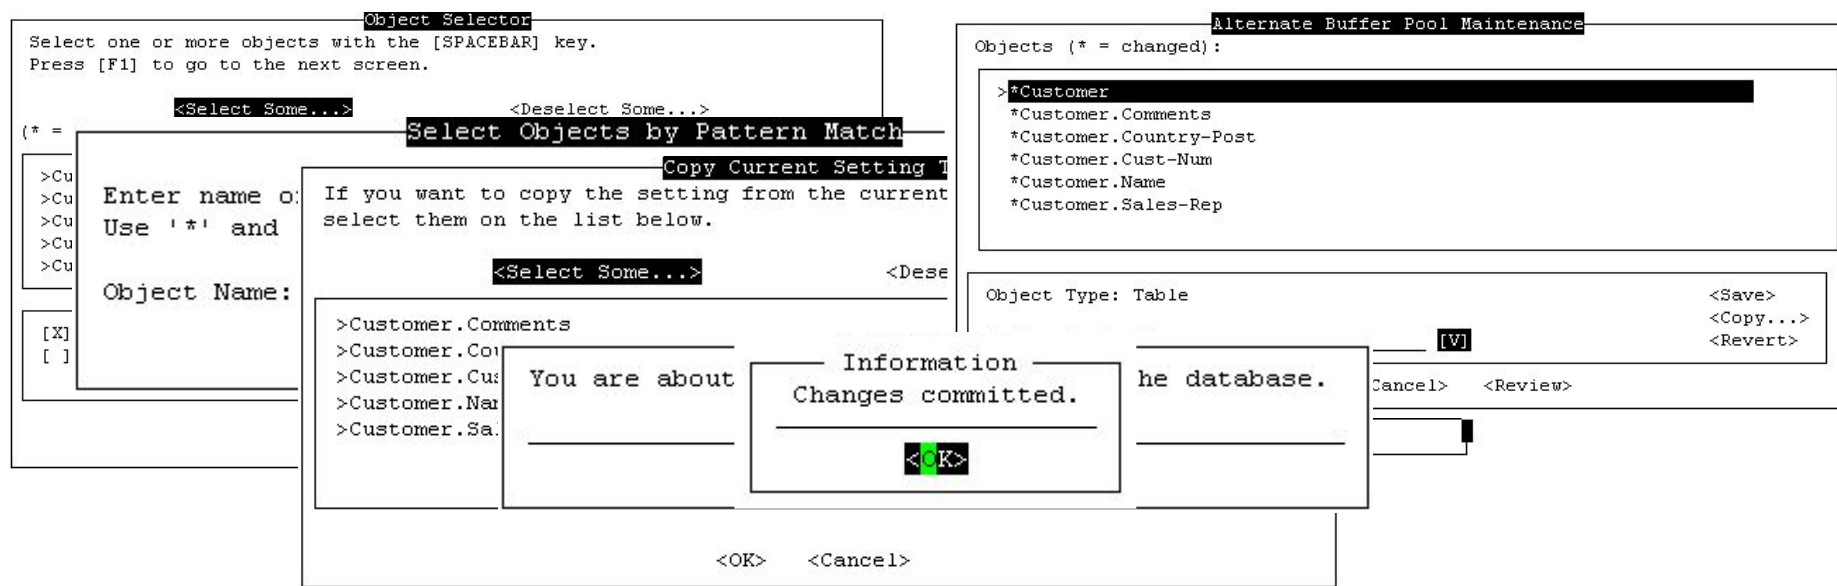 Object Selector
Select one or more objects with the [SPACEBAR] key.
Press [F1] to go to the next screen.
<Select Some...> <Deselect Some...>
(* =
>Cu
>Cu
>Cu
>Cu
>Cu
[X]
[ ]
Select Objects by Pattern Match
Enter name o
Use '*' and
Object Name:
Copy Current Setting T
If you want to copy the setting from the current
select them on the list below.
<Select Some...> <Dese
>Customer.Comments
>Customer.Cou
>Customer.Cus
>Customer.Nam
>Customer.Sal
<OK> <Cancel>
You are about
he database.
Information
Changes committed.
<OK>
Alternate Buffer Pool Maintenance
Objects (* = changed):
>*Customer
*Customer.Comments
*Customer.Country-Post
*Customer.Cust-Num
*Customer.Name
*Customer.Sales-Rep
Object Type: Table <Save>
<Copy...>
[V] <Revert>
Cancel> <Review>